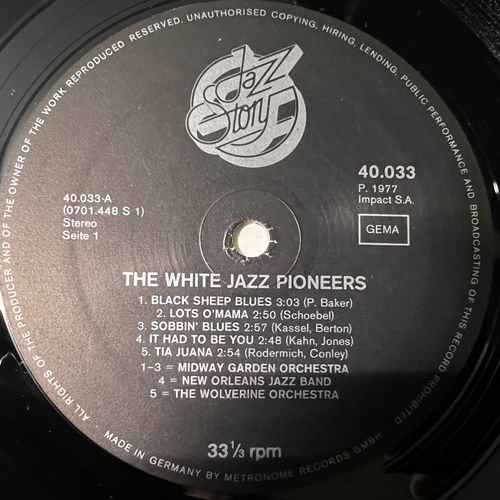 ALL RIGHTS OF THE PRODUCER AND OF THE OWNER OF THE WORK REPRODUCED RESERVED. UNAUTHORISED COPYING, HIRING, LENDING, PUBLIC PERFORMANCE AND BROADCASTING OF THIS RECORD PROHIBITED
Jazz
Story
40.033-A
(0701.448 S 1)
Stereo
Seite 1
40.033
P. 1977
Impact S.A.
GEMA
THE WHITE JAZZ PIONEERS
1. BLACK SHEEP BLUES 3:03 (P. Baker)
2. LOTS O'MAMA 2:50 (Schoebel)
3. SOBBIN' BLUES 2:57 (Kassel, Berton)
4. IT HAD TO BE YOU 2:48 (Kahn, Jones)
5. TIA JUANA 2:54 (Rodermich, Conley)
1–3 = MIDWAY GARDEN ORCHESTRA
4 = NEW ORLEANS JAZZ BAND
5 = THE WOLVERINE ORCHESTRA
33 1/3 rpm
MADE IN GERMANY BY METRONOME RECORDS GMBH